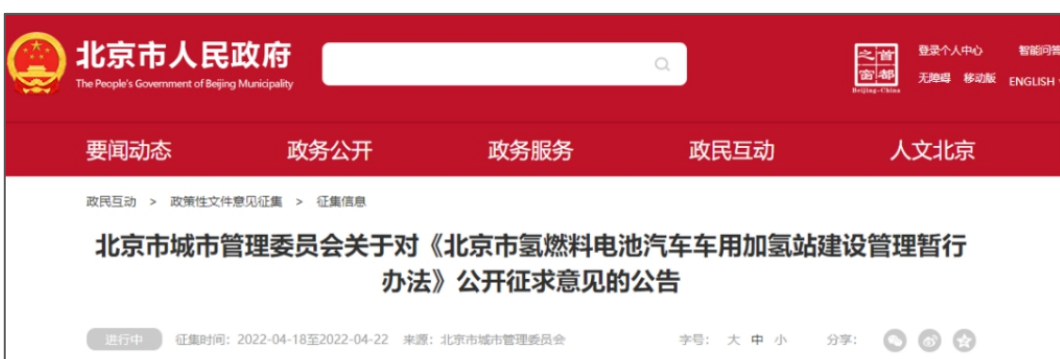 北京市人民政府
The People's Government of Beijing Municipality
首都之窗
Beijing-China
登录个人中心 智能问答
无障碍 移动版 ENGLISH
要闻动态 政务公开 政务服务 政民互动 人文北京
政民互动 > 政策性文件意见征集 > 征集信息
北京市城市管理委员会关于对《北京市氢燃料电池汽车车用加氢站建设管理暂行
办法》公开征求意见的公告
进行中 征集时间：2022-04-18至2022-04-22 来源：北京市城市管理委员会 字号： 大 中 小 分享：